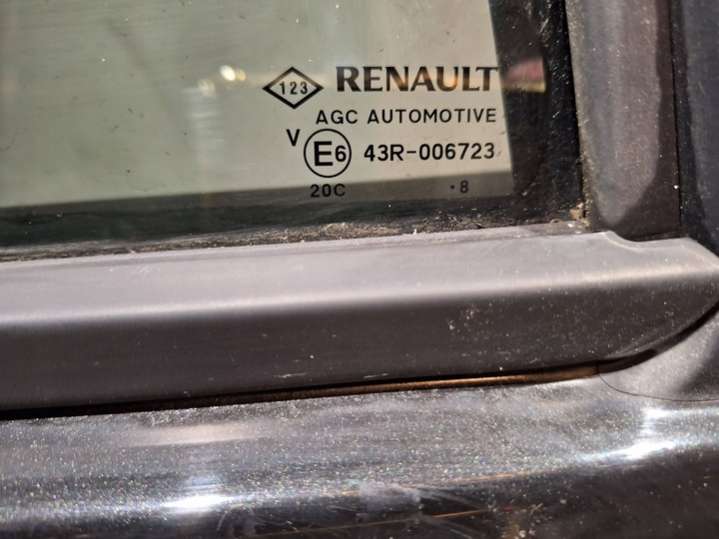 123 RENAULT
AGC AUTOMOTIVE
V E6 43R-006723
20C .8